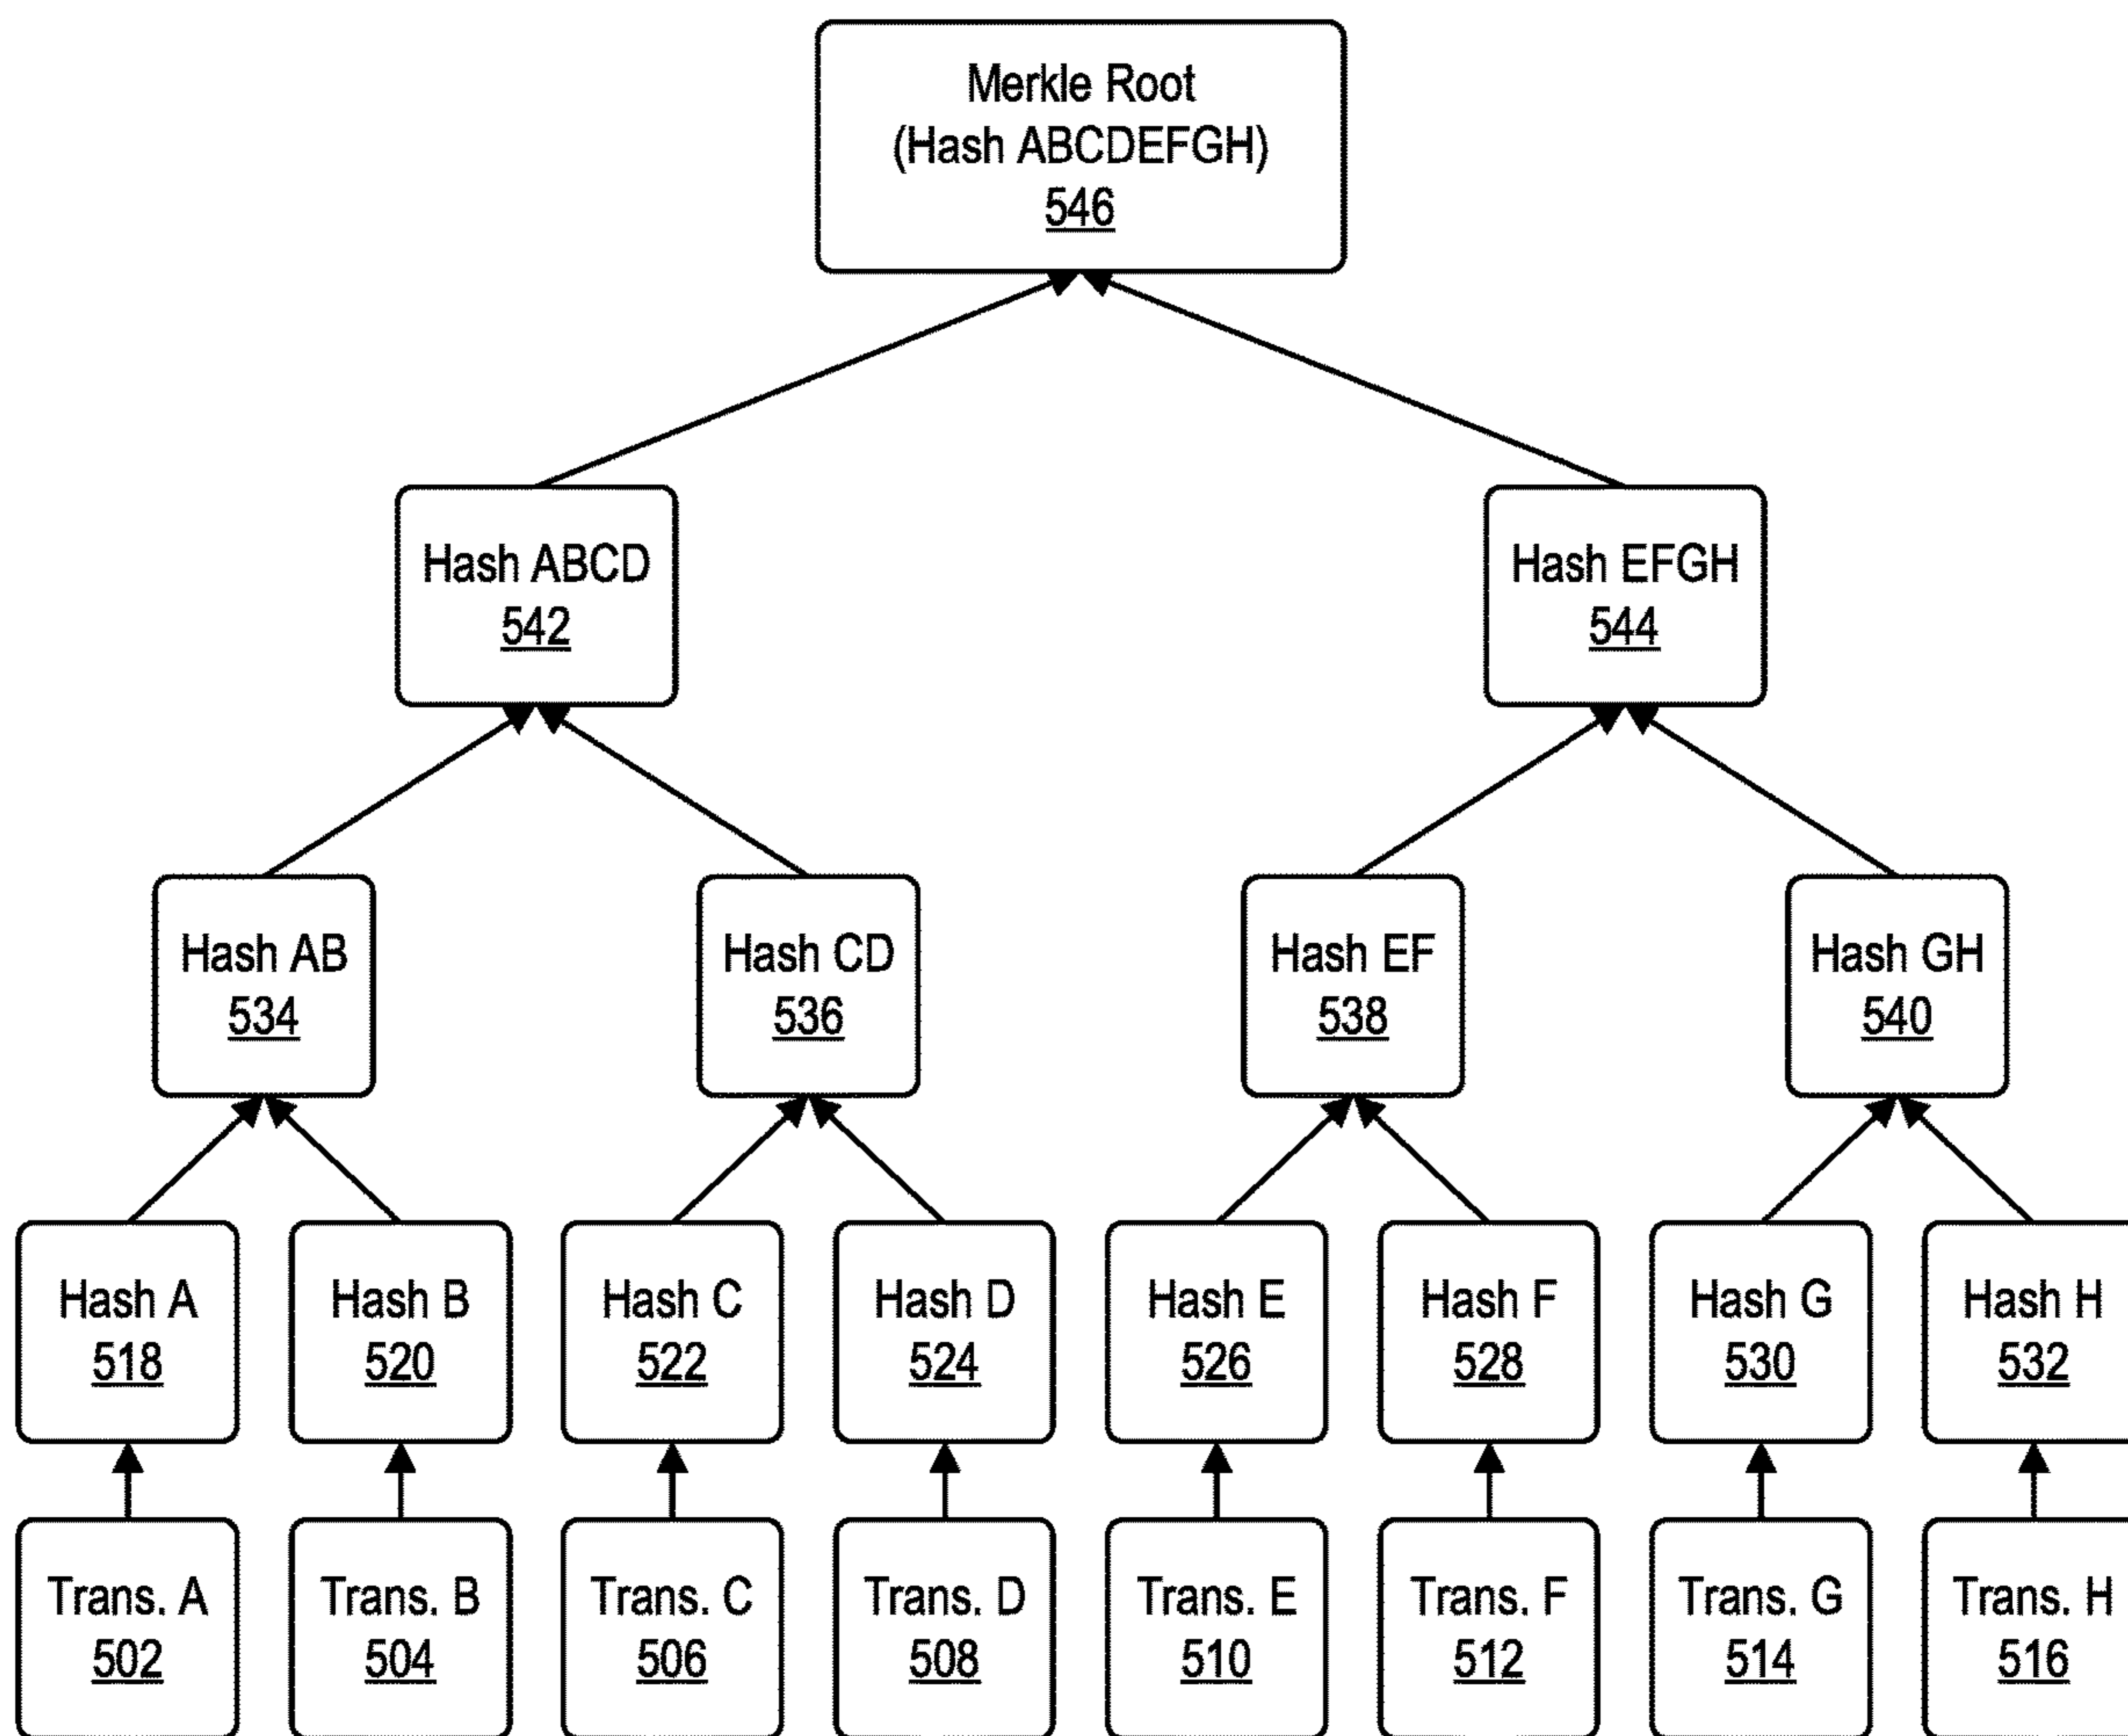 Merkle Root
(Hash ABCDEFGH)
546
Hash ABCD
542
Hash EFGH
544
Hash AB
534
Hash CD
536
Hash EF
538
Hash GH
540
Hash A
518
Hash B
520
Hash C
522
Hash D
524
Hash E
526
Hash F
528
Hash G
530
Hash H
532
Trans. A
502
Trans. B
504
Trans. C
506
Trans. D
508
Trans. E
510
Trans. F
512
Trans. G
514
Trans. H
516